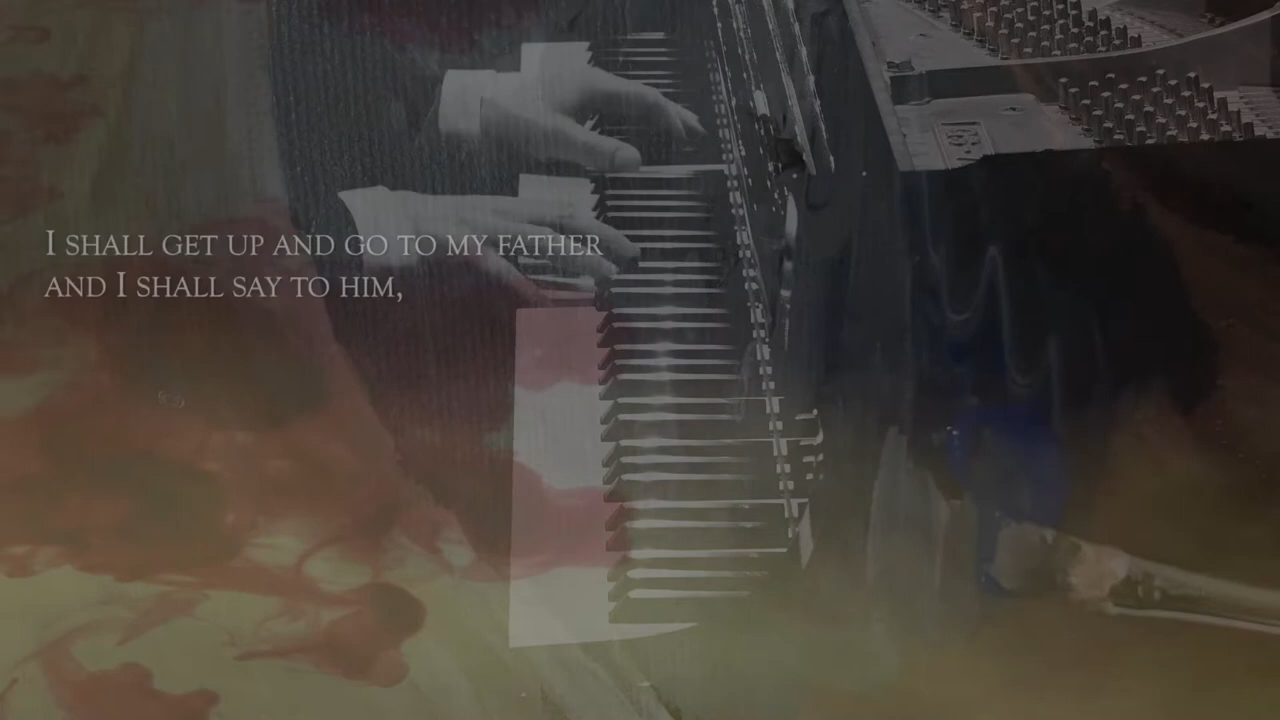 I SHALL GET UP AND GO TO MY FATHER
AND I SHALL SAY TO HIM,